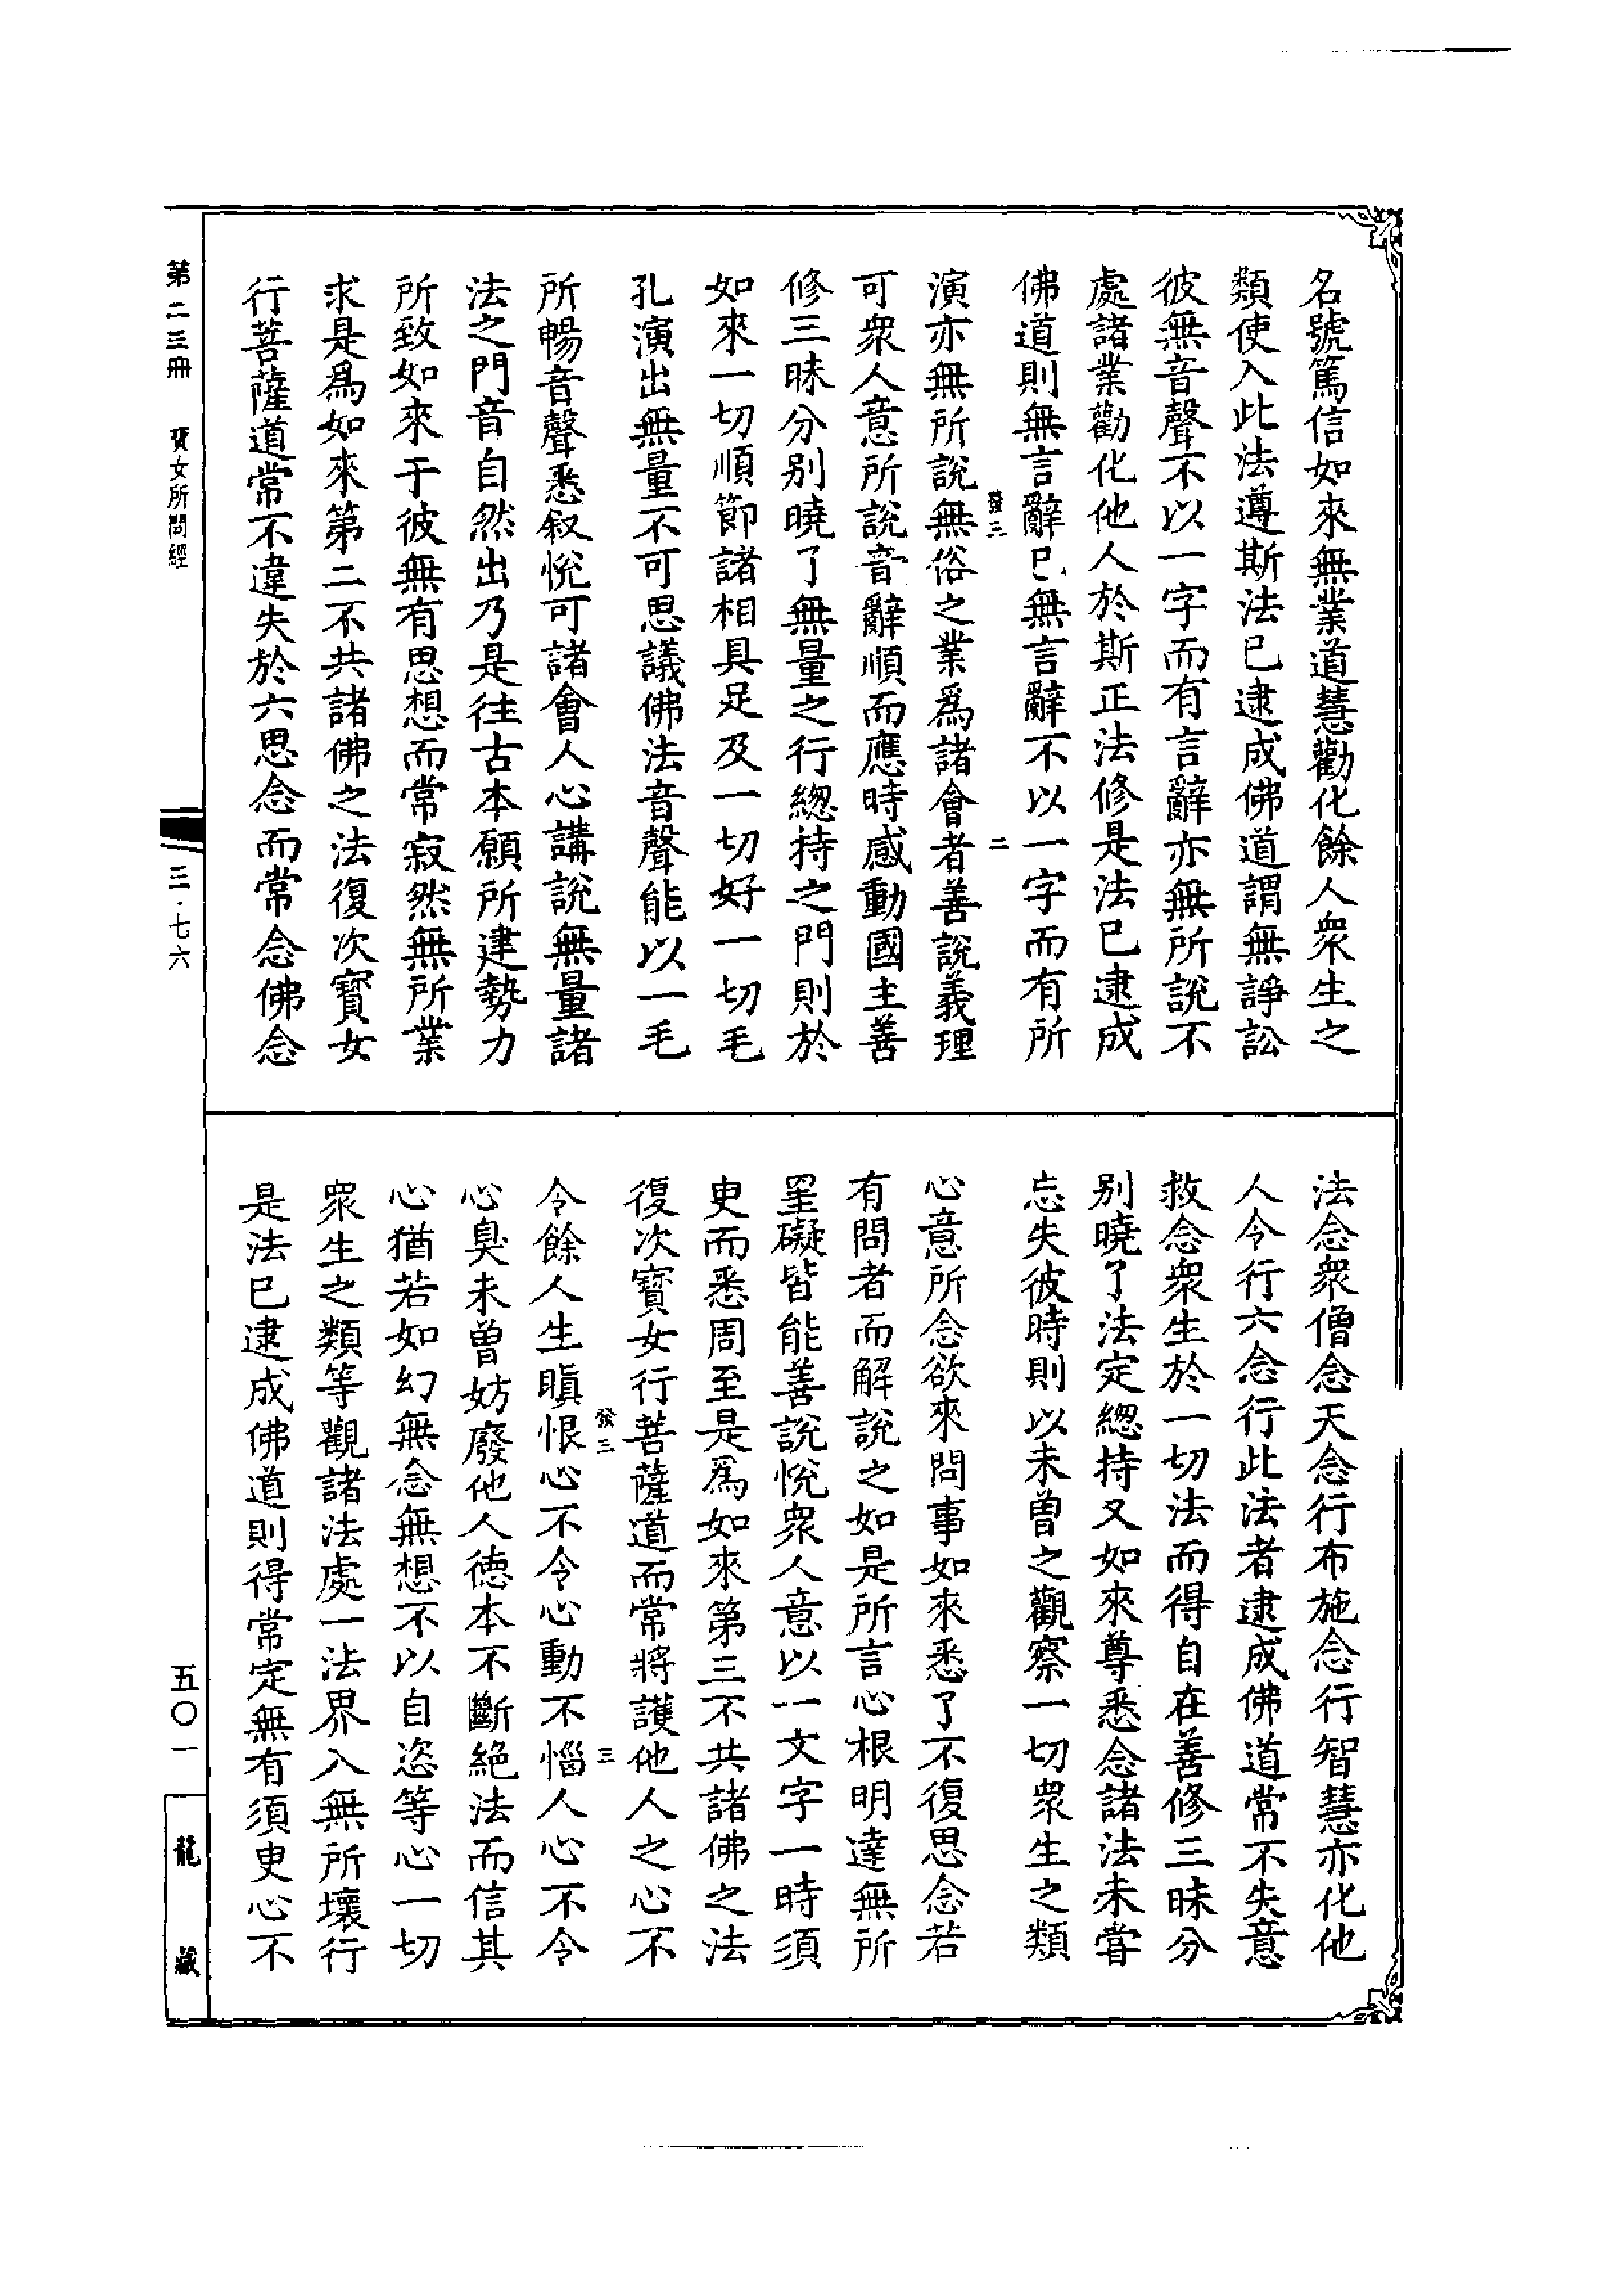 名號篤信如來無業道慧勸化餘人衆生之
類使入此法遵斯法已逮成佛道謂無諍訟
彼無音聲不以一字而有言辭亦無所說不
處諸業勸化他人於斯正法修是法已逮成
佛道則無言辭已無言辭不以一字而有所
發三
二
演亦無所說無俗之業爲諸會者善說義理
可衆人意所說音辭順而應時感動國主善
修三昧分别曉了無量之行總持之門則於
如來一切順節諸相具足及一切好一切毛
孔演出無量不可思議佛法音聲能以一毛
所暢音聲悉叙悅可諸會人心講說無量諸
法之門音自然出乃是往古本願所建勢力
所致如來于彼無有思想而常寂然無所業
求是爲如來第二不共諸佛之法復次寳女
行菩薩道常不違失於六思念而常念佛念
法念衆僧念天念行布施念行智慧亦化他
人令行六念行此法者逮成佛道常不失意
救念衆生於一切法而得自在善修三昧分
别曉了法定總持又如來尊悉念諸法未甞
忘失彼時則以未曾之觀察一切衆生之類
心意所念欲來問事如來悉了不復思念若
有問者而解說之如是所言心根明達無所
罣礙皆能善說悅衆人意以一文字一時須
臾而悉周至是爲如來第三不共諸佛之法
復次寳女行菩薩道而常將護他人之心不
發三
三
令餘人生瞋恨心不令心動不惱人心不令
心臭未曾妨廢他人德本不斷絶法而信其
心猶若如幻無念無想不以自恣等心一切
衆生之類等觀諸法處一法界入無所壞行
是法已逮成佛道則得常定無有須臾心不
第二三冊 寳女所問經
三·七六
五〇一
龍藏